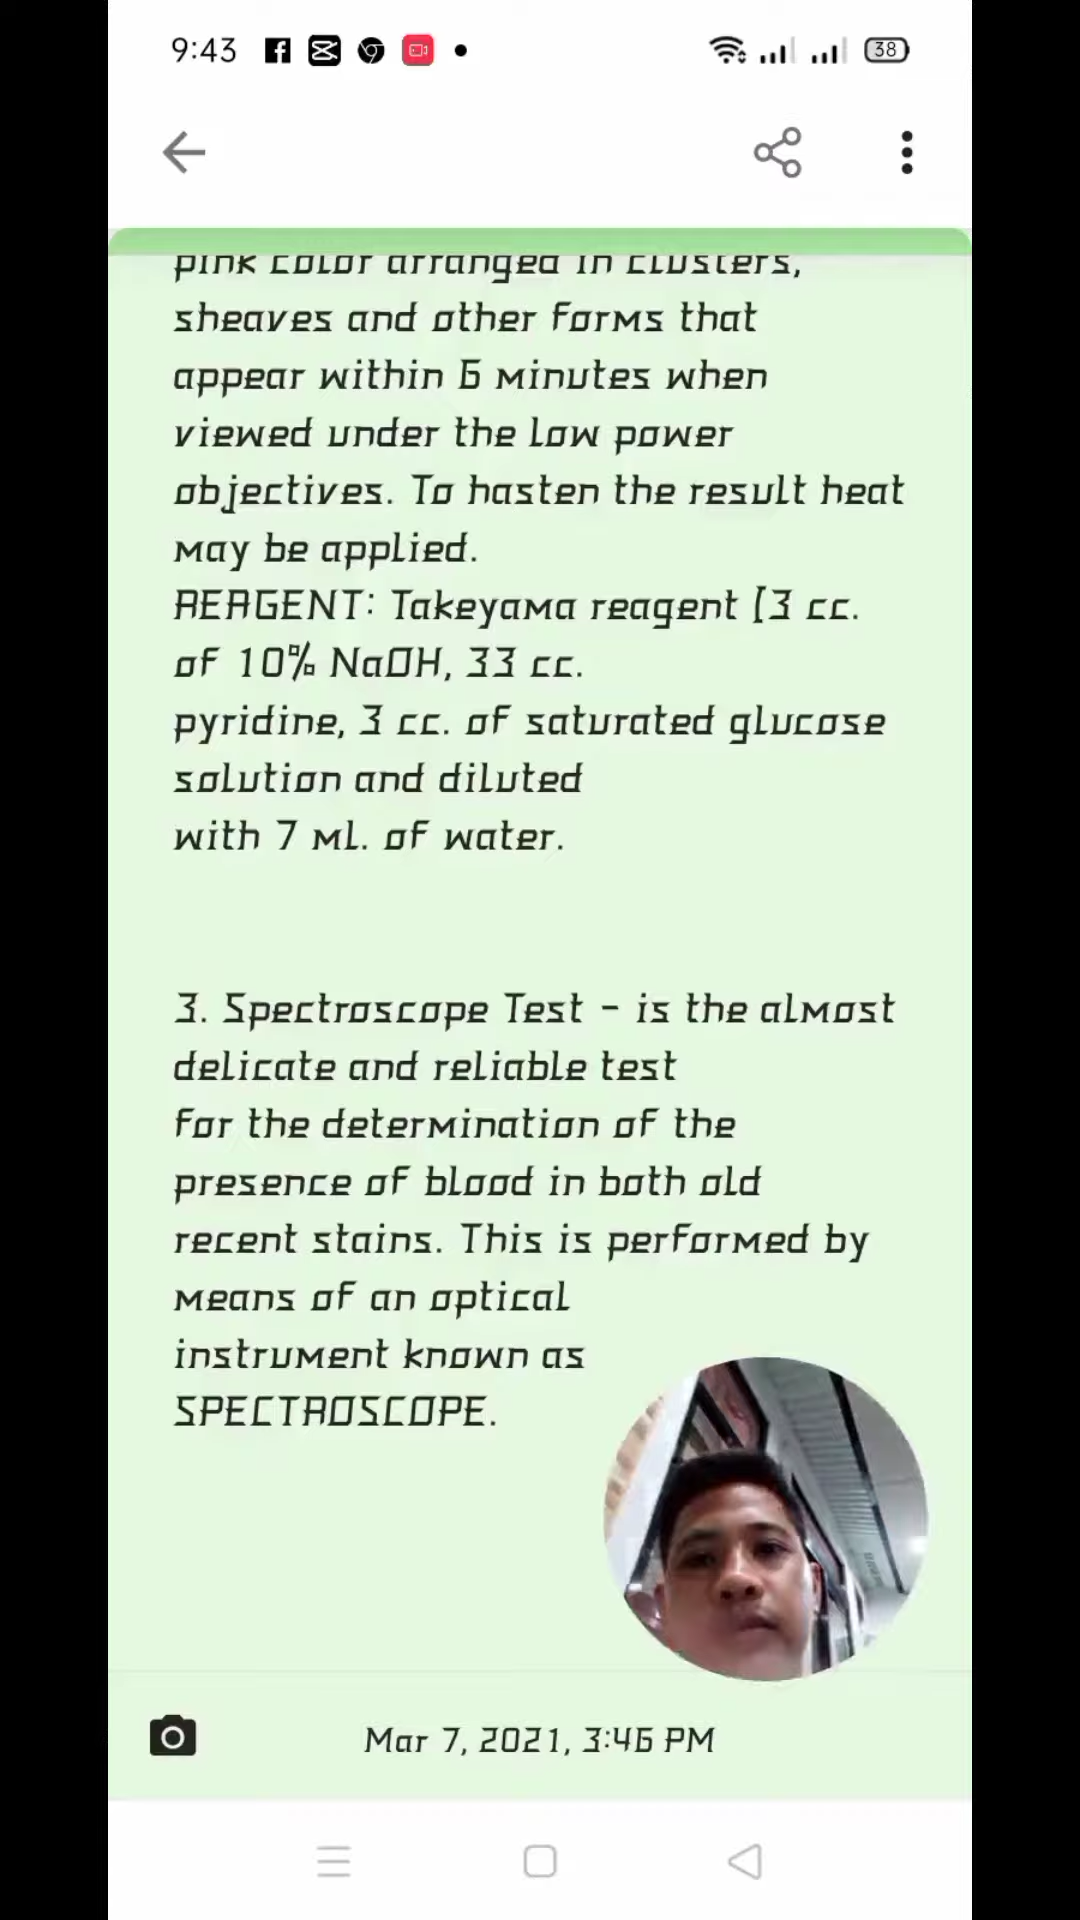 9:43
38
pink color arranged in clusters,
sheaves and other forms that
appear within 6 minutes when
viewed under the low power
objectives. To hasten the result heat
may be applied.
REAGENT: Takeyama reagent [3 cc.
of 10% NaOH, 33 cc.
pyridine, 3 cc. of saturated glucose
solution and diluted
with 7 ml. of water.
3. Spectroscope Test - is the almost
delicate and reliable test
for the determination of the
presence of blood in both old
recent stains. This is performed by
means of an optical
instrument known as
SPECTROSCOPE.
Mar 7, 2021, 3:46 PM